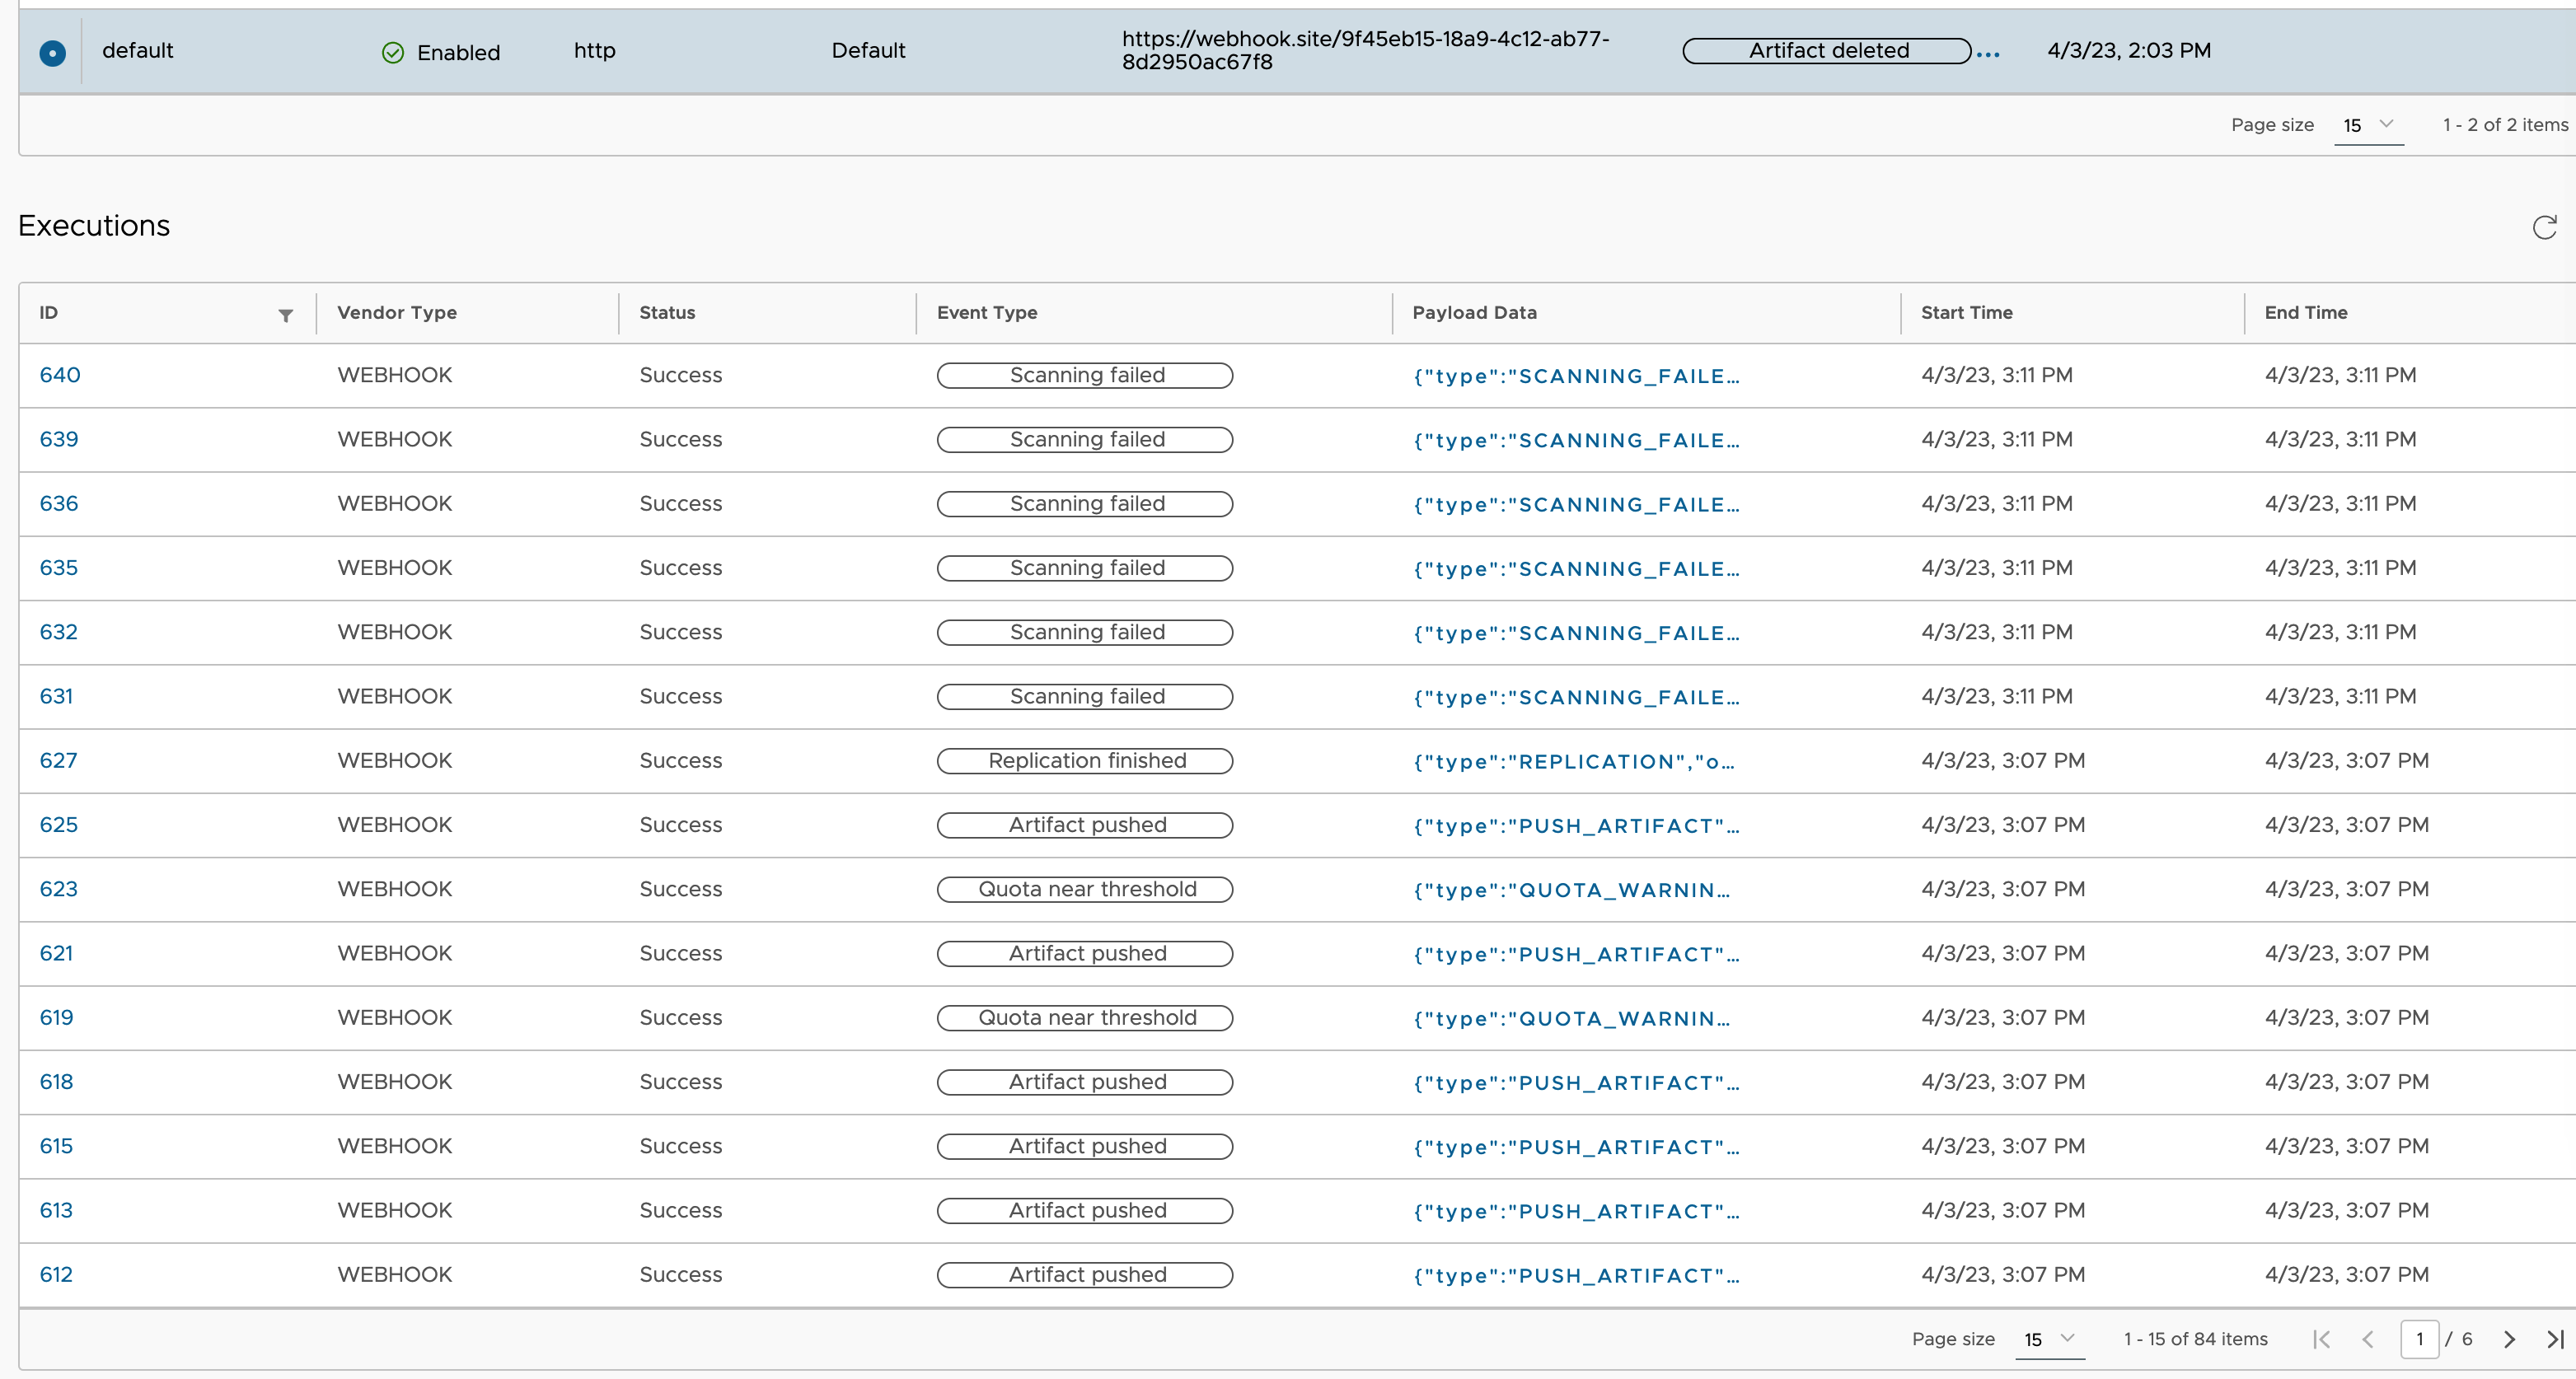 default Enabled http Default https://webhook.site/9f45eb15-18a9-4c12-ab77- Artifact deleted ... 4/3/23, 2:03 PM
8d2950ac67f8
Page size 15 1 - 2 of 2 items
Executions
ID Vendor Type Status Event Type Payload Data Start Time End Time
640 WEBHOOK Success Scanning failed {"type":"SCANNING_FAILE... 4/3/23, 3:11 PM 4/3/23, 3:11 PM
639 WEBHOOK Success Scanning failed {"type":"SCANNING_FAILE... 4/3/23, 3:11 PM 4/3/23, 3:11 PM
636 WEBHOOK Success Scanning failed {"type":"SCANNING_FAILE... 4/3/23, 3:11 PM 4/3/23, 3:11 PM
635 WEBHOOK Success Scanning failed {"type":"SCANNING_FAILE... 4/3/23, 3:11 PM 4/3/23, 3:11 PM
632 WEBHOOK Success Scanning failed {"type":"SCANNING_FAILE... 4/3/23, 3:11 PM 4/3/23, 3:11 PM
631 WEBHOOK Success Scanning failed {"type":"SCANNING_FAILE... 4/3/23, 3:11 PM 4/3/23, 3:11 PM
627 WEBHOOK Success Replication finished {"type":"REPLICATION","o... 4/3/23, 3:07 PM 4/3/23, 3:07 PM
625 WEBHOOK Success Artifact pushed {"type":"PUSH_ARTIFACT"... 4/3/23, 3:07 PM 4/3/23, 3:07 PM
623 WEBHOOK Success Quota near threshold {"type":"QUOTA_WARNIN... 4/3/23, 3:07 PM 4/3/23, 3:07 PM
621 WEBHOOK Success Artifact pushed {"type":"PUSH_ARTIFACT"... 4/3/23, 3:07 PM 4/3/23, 3:07 PM
619 WEBHOOK Success Quota near threshold {"type":"QUOTA_WARNIN... 4/3/23, 3:07 PM 4/3/23, 3:07 PM
618 WEBHOOK Success Artifact pushed {"type":"PUSH_ARTIFACT"... 4/3/23, 3:07 PM 4/3/23, 3:07 PM
615 WEBHOOK Success Artifact pushed {"type":"PUSH_ARTIFACT"... 4/3/23, 3:07 PM 4/3/23, 3:07 PM
613 WEBHOOK Success Artifact pushed {"type":"PUSH_ARTIFACT"... 4/3/23, 3:07 PM 4/3/23, 3:07 PM
612 WEBHOOK Success Artifact pushed {"type":"PUSH_ARTIFACT"... 4/3/23, 3:07 PM 4/3/23, 3:07 PM
Page size 15 1 - 15 of 84 items 1 / 6